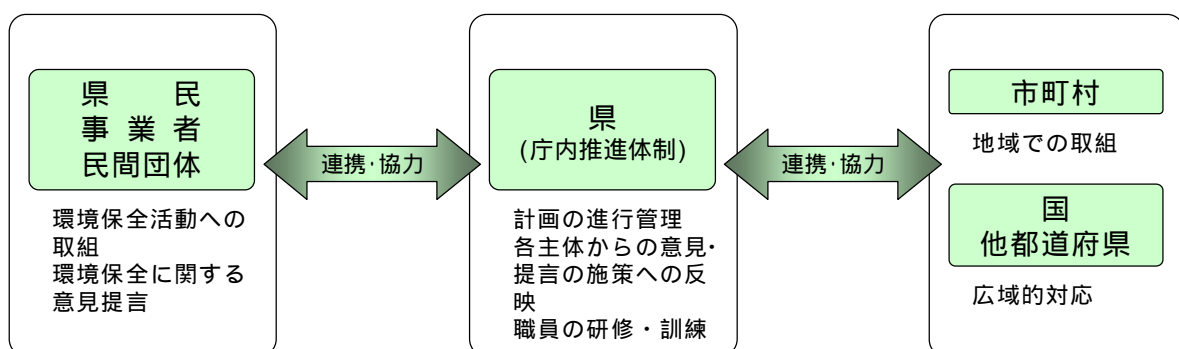 県　　民
事 業 者
民間団体
環境保全活動への
取組
環境保全に関する
意見提言
連携･協力
県
(庁内推進体制)
計画の進行管理
各主体からの意見･
提言の施策への反
映
職員の研修・訓練
連携･協力
市町村
地域での取組
国
他都道府県
広域的対応